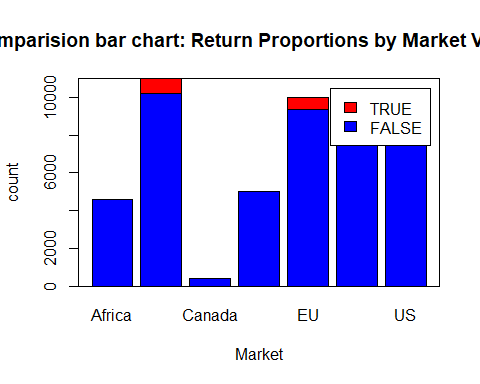 mparision bar chart: Return Proportions by Market V
10000
6000
2000
0
count
TRUE
FALSE
Africa
Canada
EU
US
Market